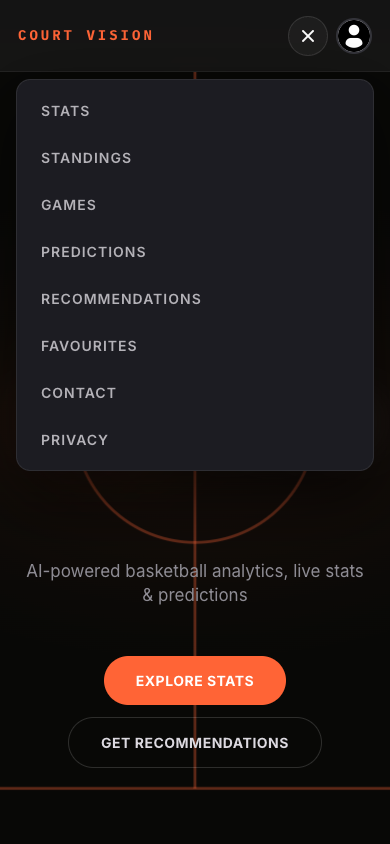 COURT VISION
STATS
STANDINGS
GAMES
PREDICTIONS
RECOMMENDATIONS
FAVOURITES
CONTACT
PRIVACY
AI-powered basketball analytics, live stats
& predictions
EXPLORE STATS
GET RECOMMENDATIONS